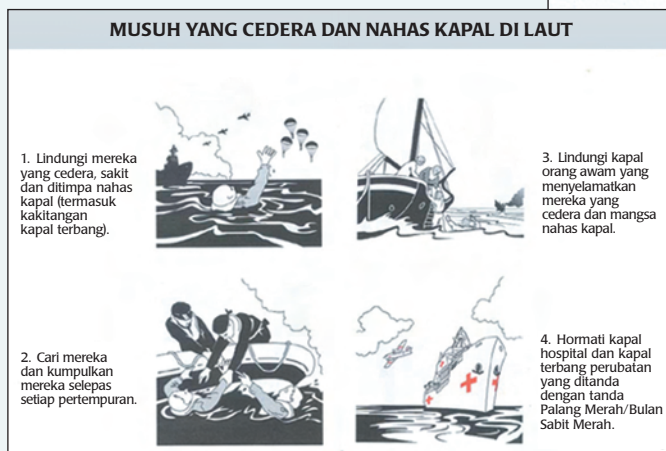 MUSUH YANG CEDERA DAN NAHAS KAPAL DI LAUT
1. Lindungi mereka
yang cedera, sakit
dan ditimpa nahas
kapal (termasuk
kakitangan
kapal terbang).
2. Cari mereka
dan kumpulkan
mereka selepas
setiap pertempuran.
3. Lindungi kapal
orang awam yang
menyelamatkan
mereka yang
cedera dan mangsa
nahas kapal.
4. Hormati kapal
hospital dan kapal
terbang perubatan
yang ditanda
dengan tanda
Palang Merah/Bulan
Sabit Merah.